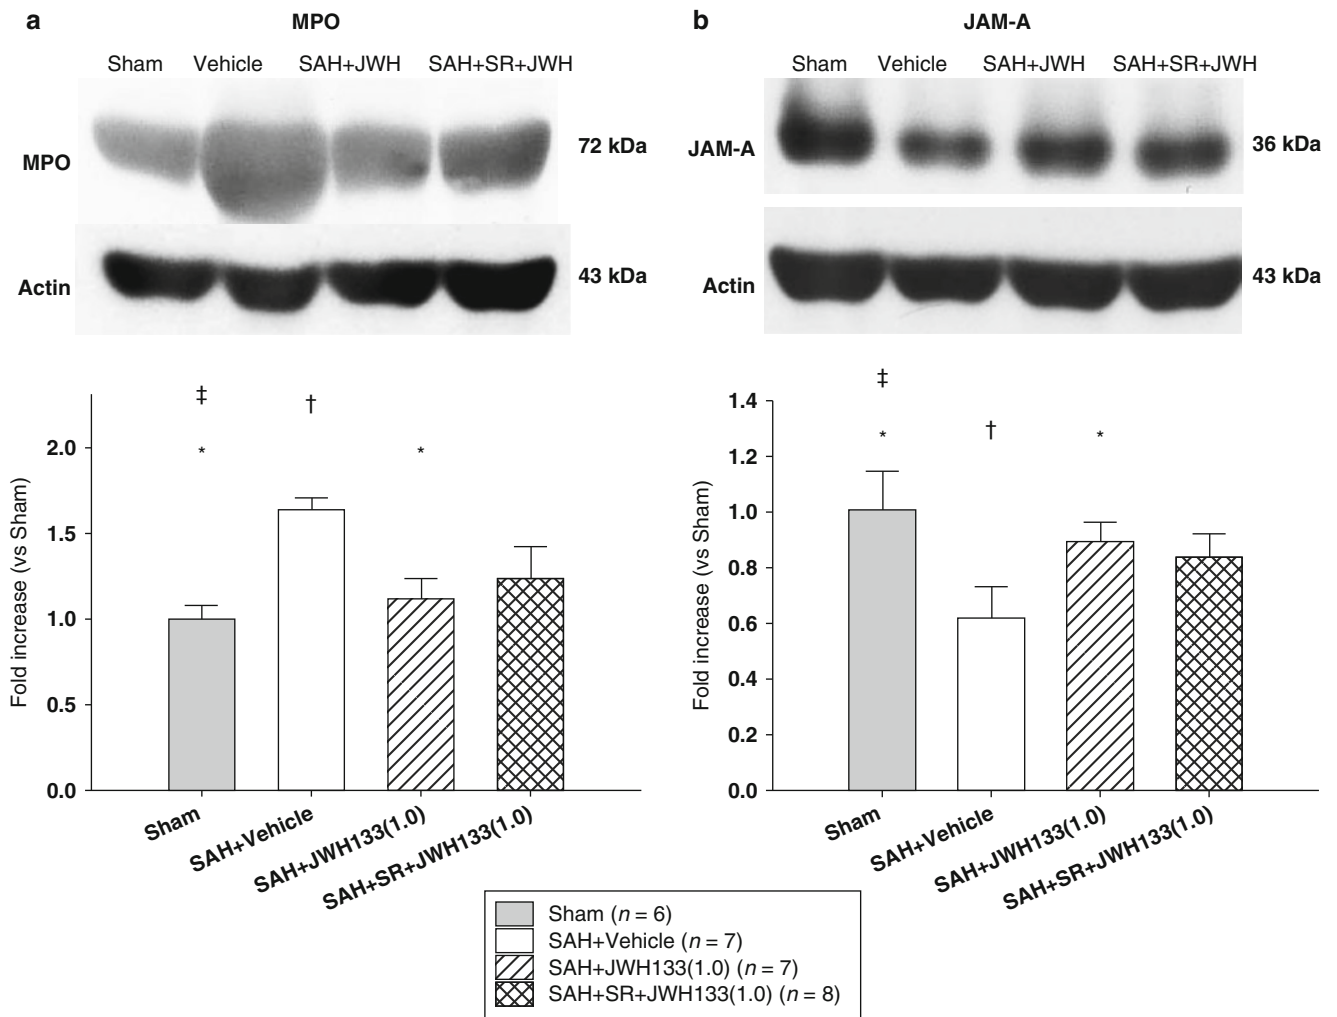 a MPO
Sham Vehicle SAH+JWH SAH+SR+JWH
MPO 72 kDa
Actin 43 kDa
‡ †
* *
Fold increase (vs Sham)
2.0
1.5
1.0
0.5
0.0
Sham
SAH+Vehicle
SAH+JWH133(1.0)
SAH+SR+JWH133(1.0)
b JAM-A
Sham Vehicle SAH+JWH SAH+SR+JWH
JAM-A 36 kDa
Actin 43 kDa
‡
* † *
Fold increase (vs Sham)
1.4
1.2
1.0
0.8
0.6
0.4
0.2
0.0
Sham
SAH+Vehicle
SAH+JWH133(1.0)
SAH+SR+JWH133(1.0)
Sham (n = 6)
SAH+Vehicle (n = 7)
SAH+JWH133(1.0) (n = 7)
SAH+SR+JWH133(1.0) (n = 8)